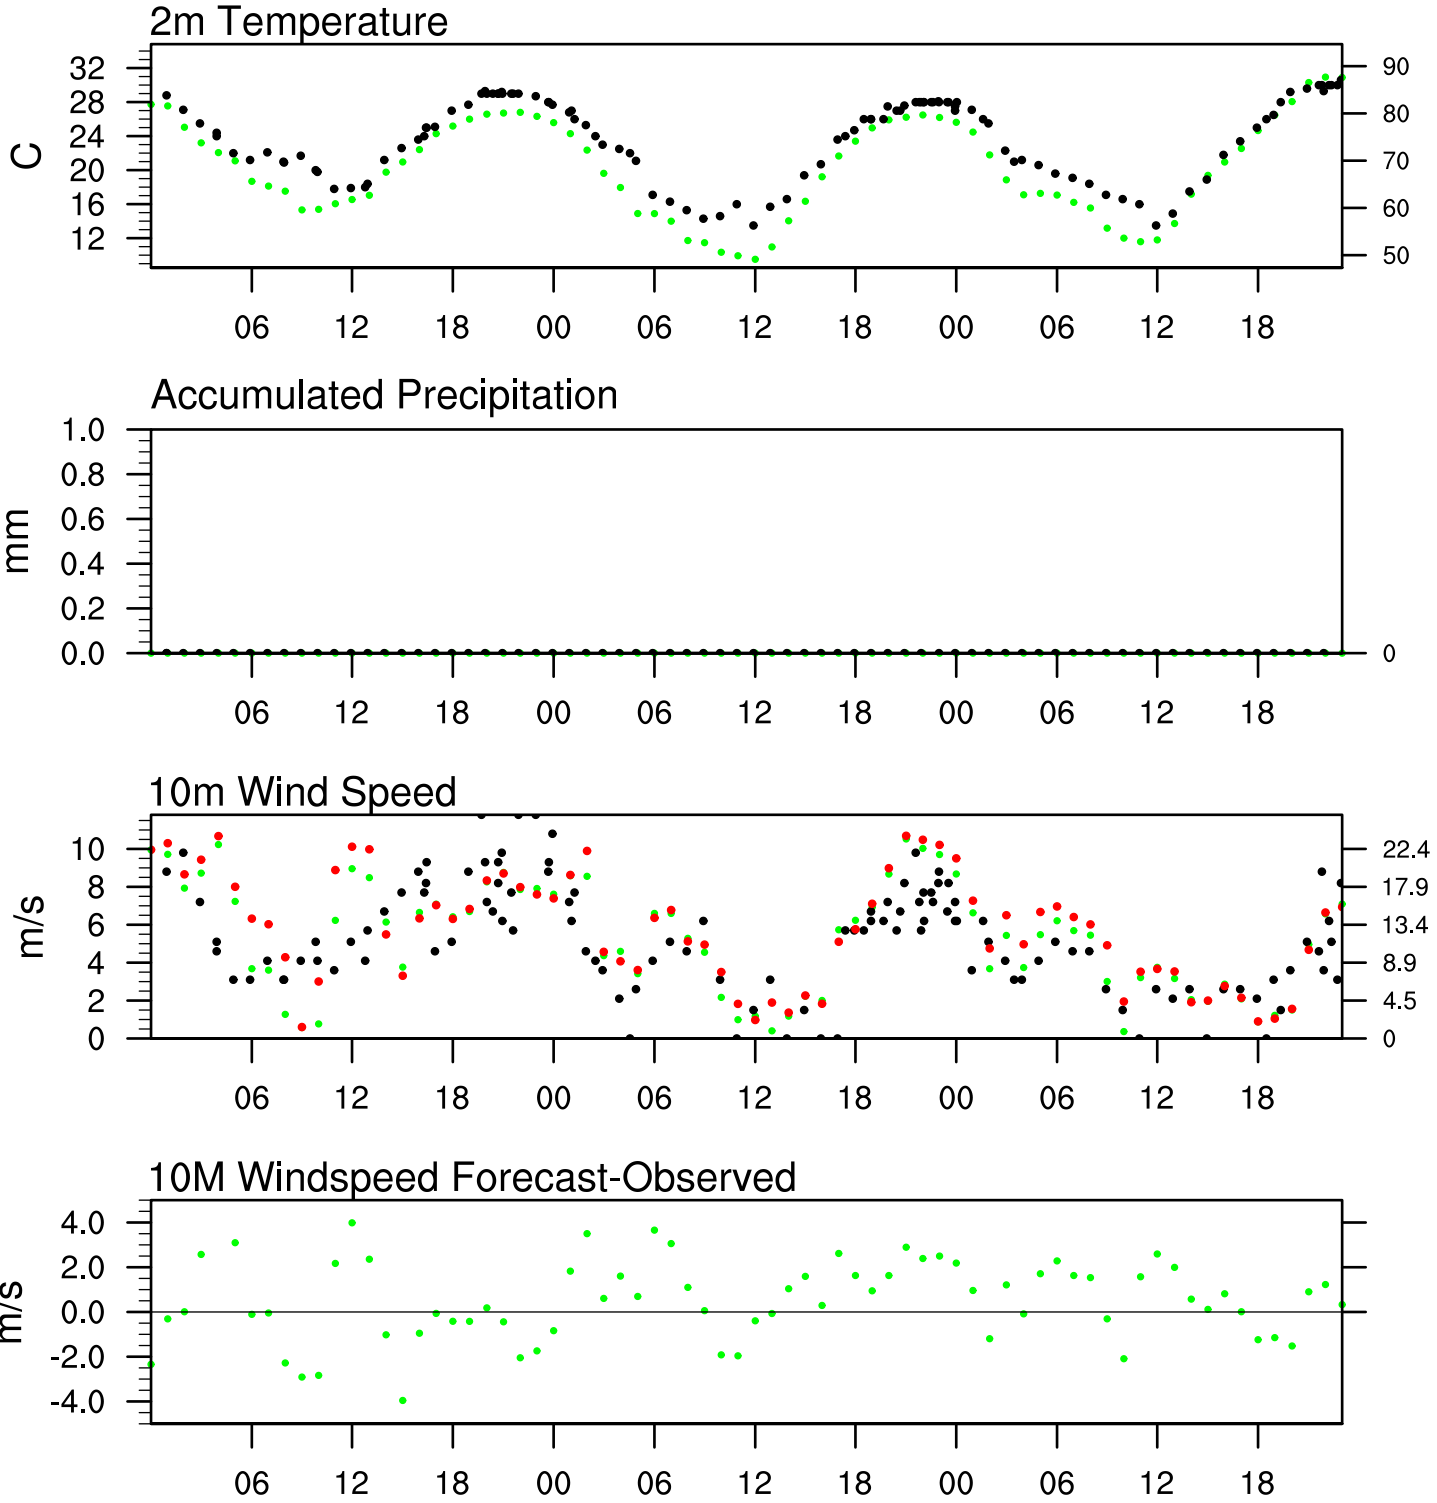 2m Temperature
32
28
24
20
16
12
C
90
80
70
60
50
06 12 18 00 06 12 18 00 06 12 18
Accumulated Precipitation
1.0
0.8
0.6
0.4
0.2
0.0
mm
0
06 12 18 00 06 12 18 00 06 12 18
10m Wind Speed
10
8
6
4
2
0
m/s
22.4
17.9
13.4
8.9
4.5
0
06 12 18 00 06 12 18 00 06 12 18
10M Windspeed Forecast-Observed
4.0
2.0
0.0
-2.0
-4.0
m/s
06 12 18 00 06 12 18 00 06 12 18